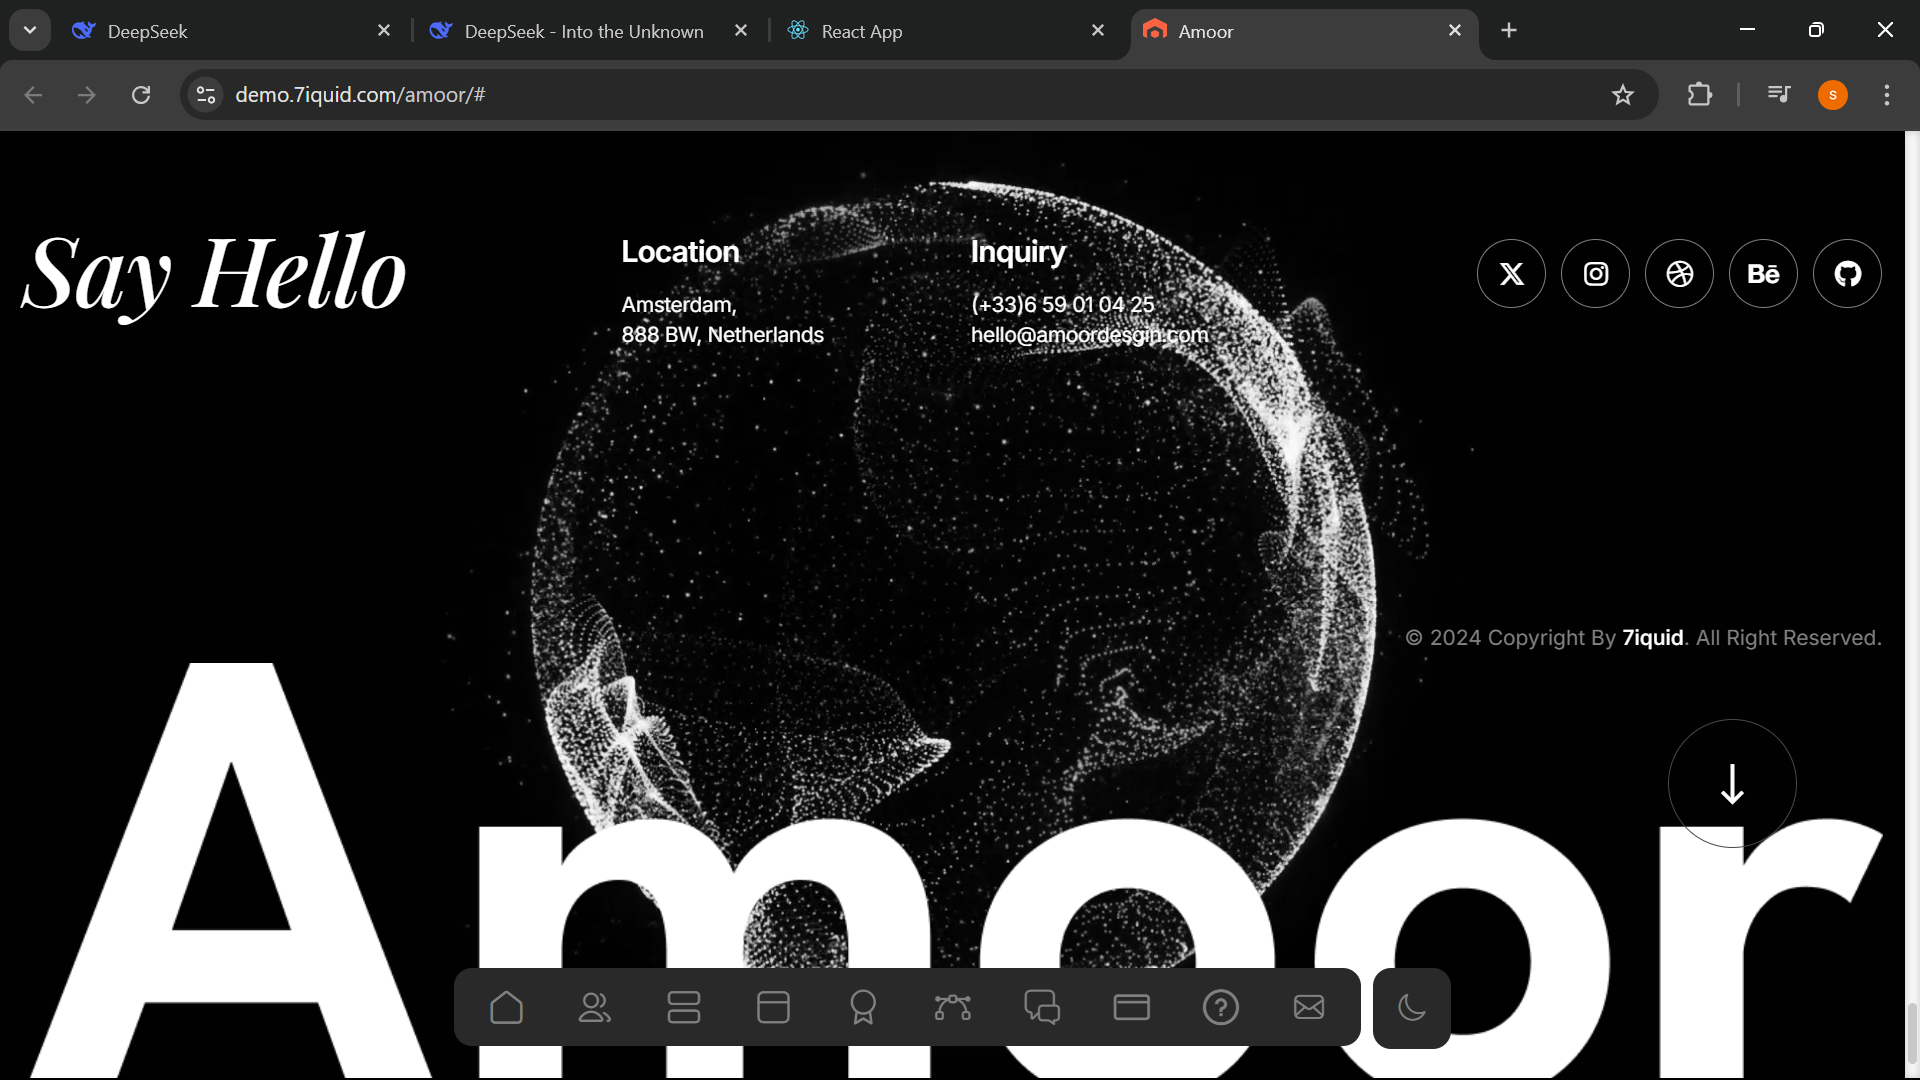 DeepSeek
DeepSeek - Into the Unknown
React App
Amoor
demo.7iquid.com/amoor/#
S
Say Hello
Location
Amsterdam,
888 BW, Netherlands
Inquiry
(+33)6 59 01 04 25
hello@amoordesgin.com
Bē
© 2024 Copyright By 7iquid. All Right Reserved.
Amoor